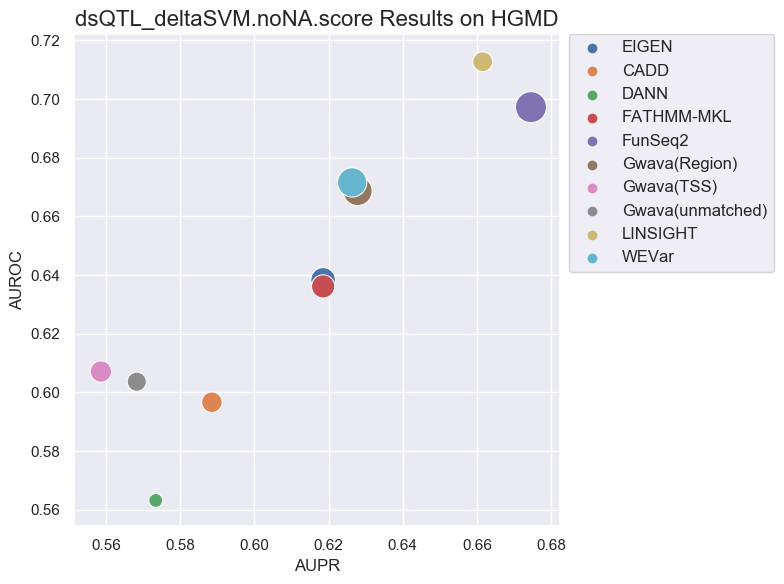 dsQTL_deltaSVM.noNA.score Results on HGMD
0.72
0.70
0.68
0.66
0.64
0.62
0.60
0.58
0.56
AUROC
0.56 0.58 0.60 0.62 0.64 0.66 0.68
AUPR
EIGEN
CADD
DANN
FATHMM-MKL
FunSeq2
Gwava(Region)
Gwava(TSS)
Gwava(unmatched)
LINSIGHT
WEVar